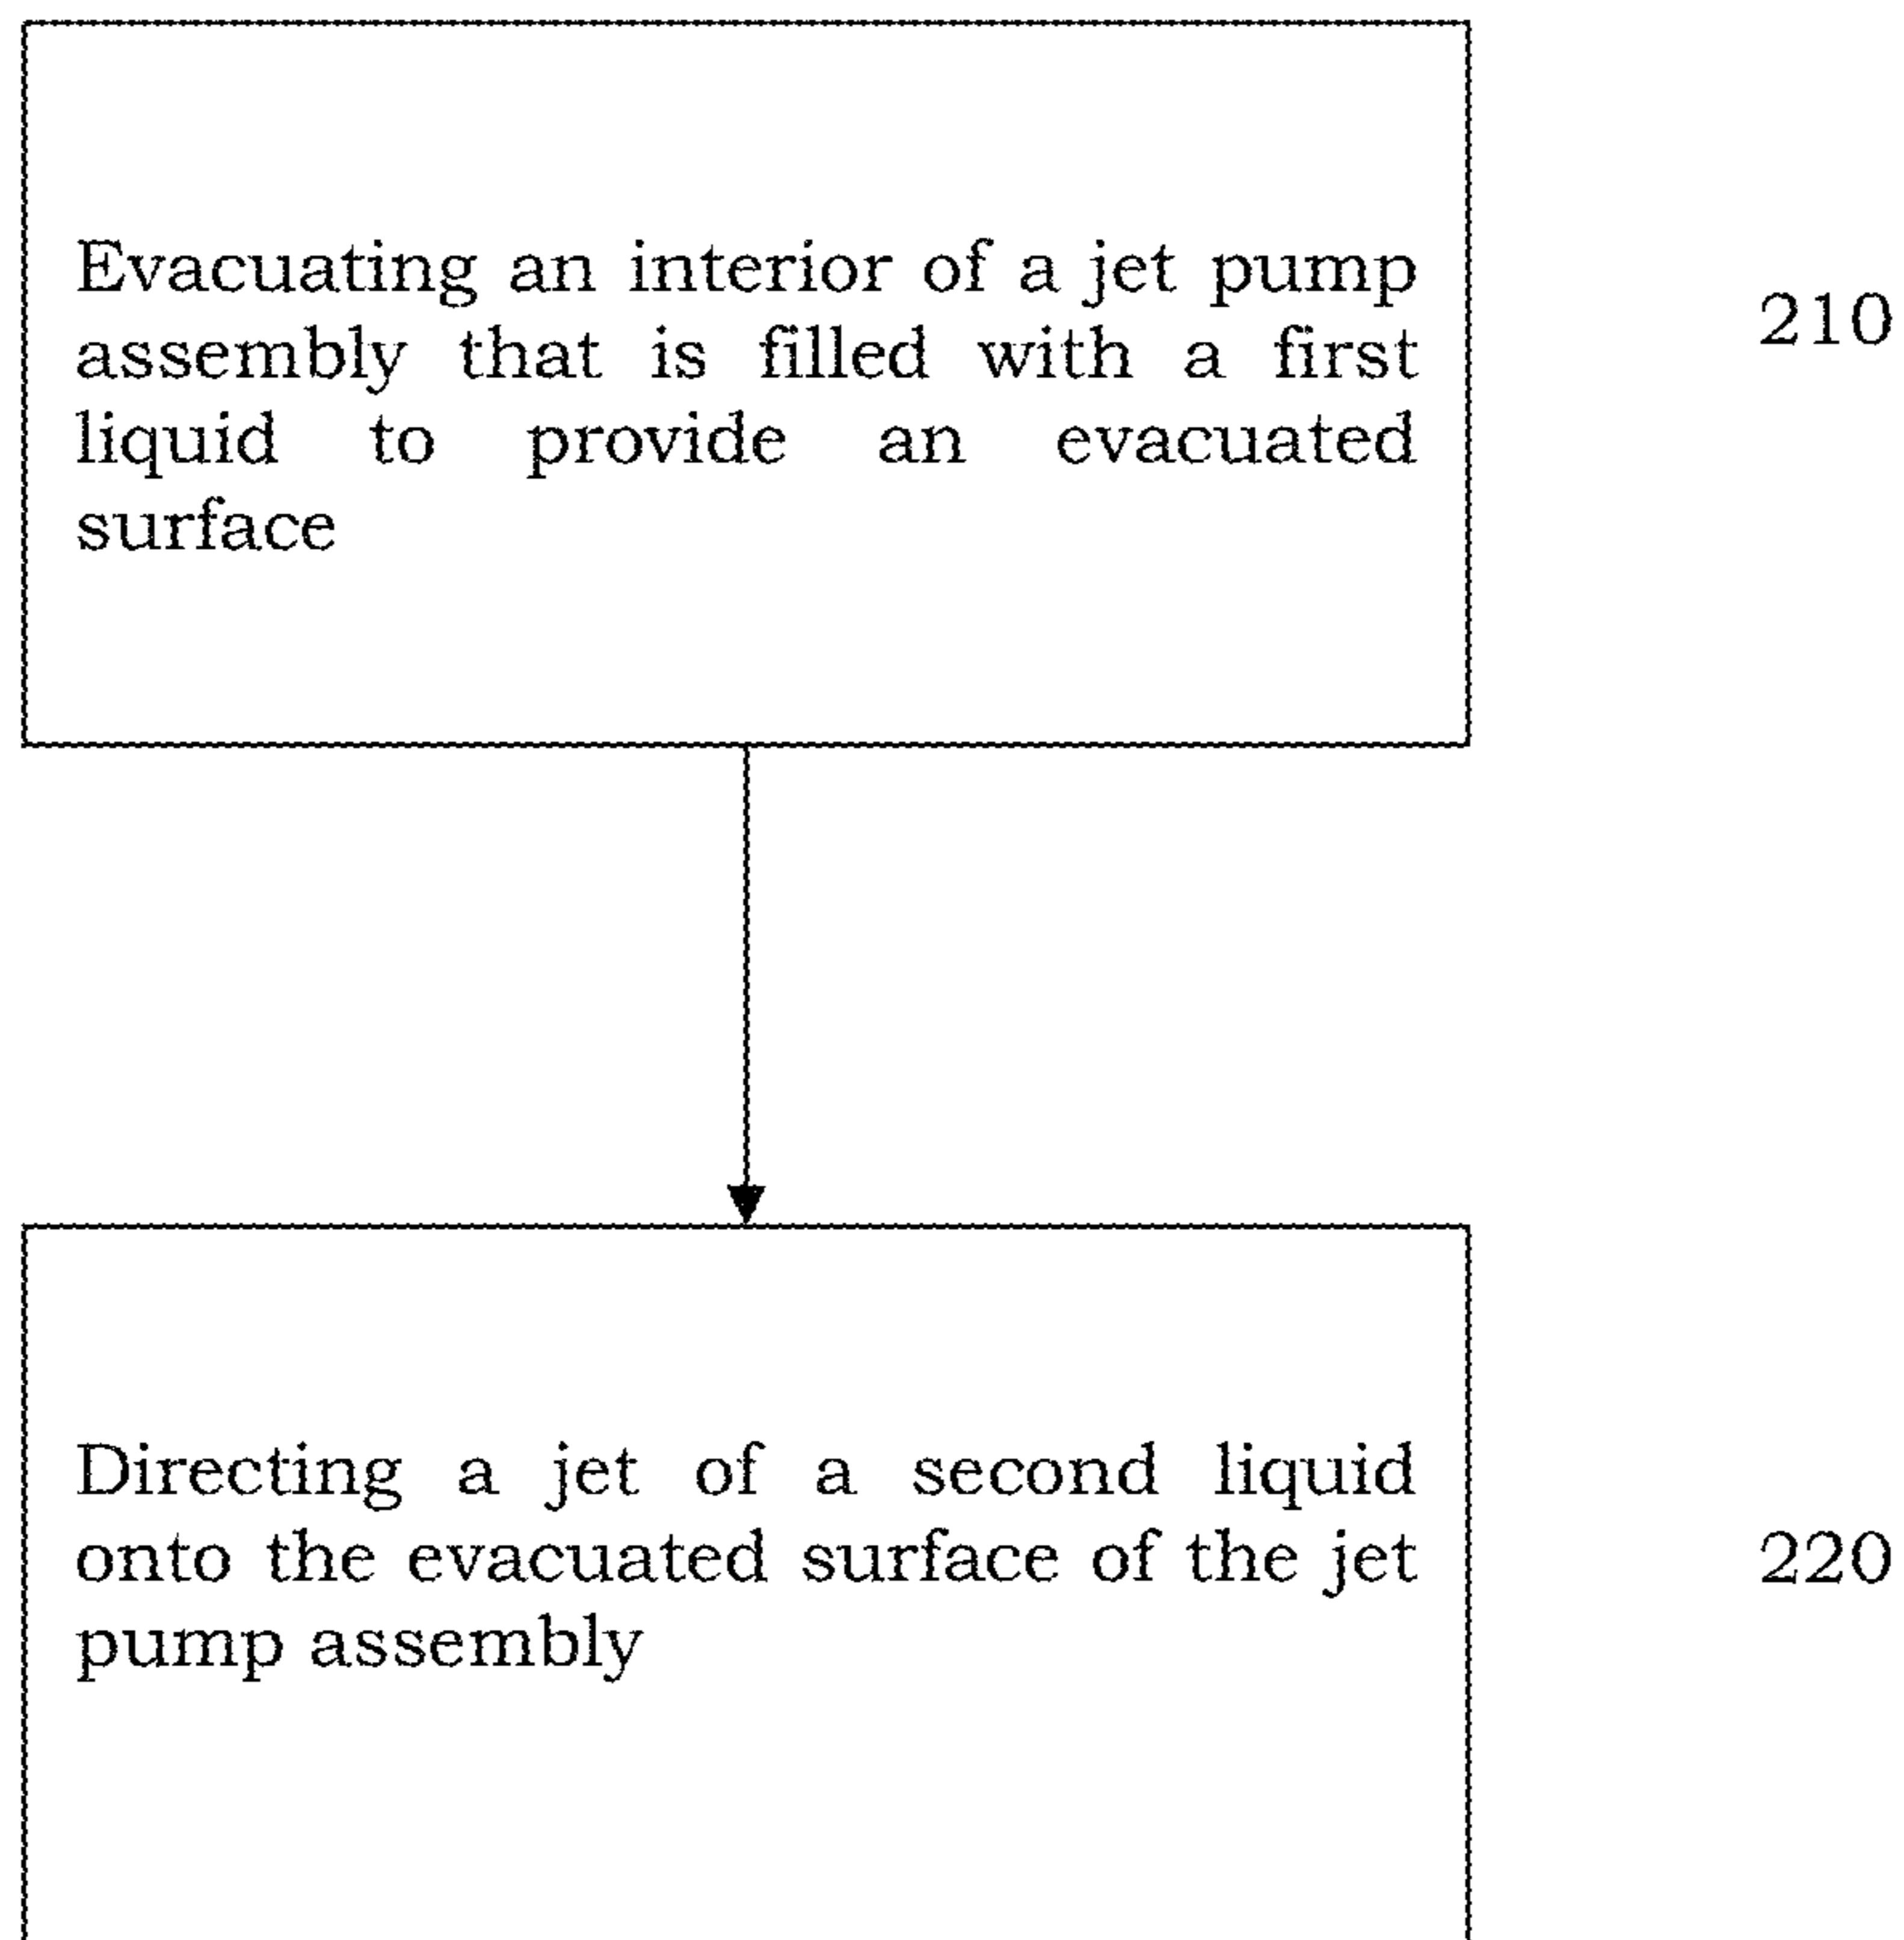 Evacuating an interior of a jet pump
assembly that is filled with a first
liquid to provide an evacuated
surface
210
Directing a jet of a second liquid
onto the evacuated surface of the jet
pump assembly
220